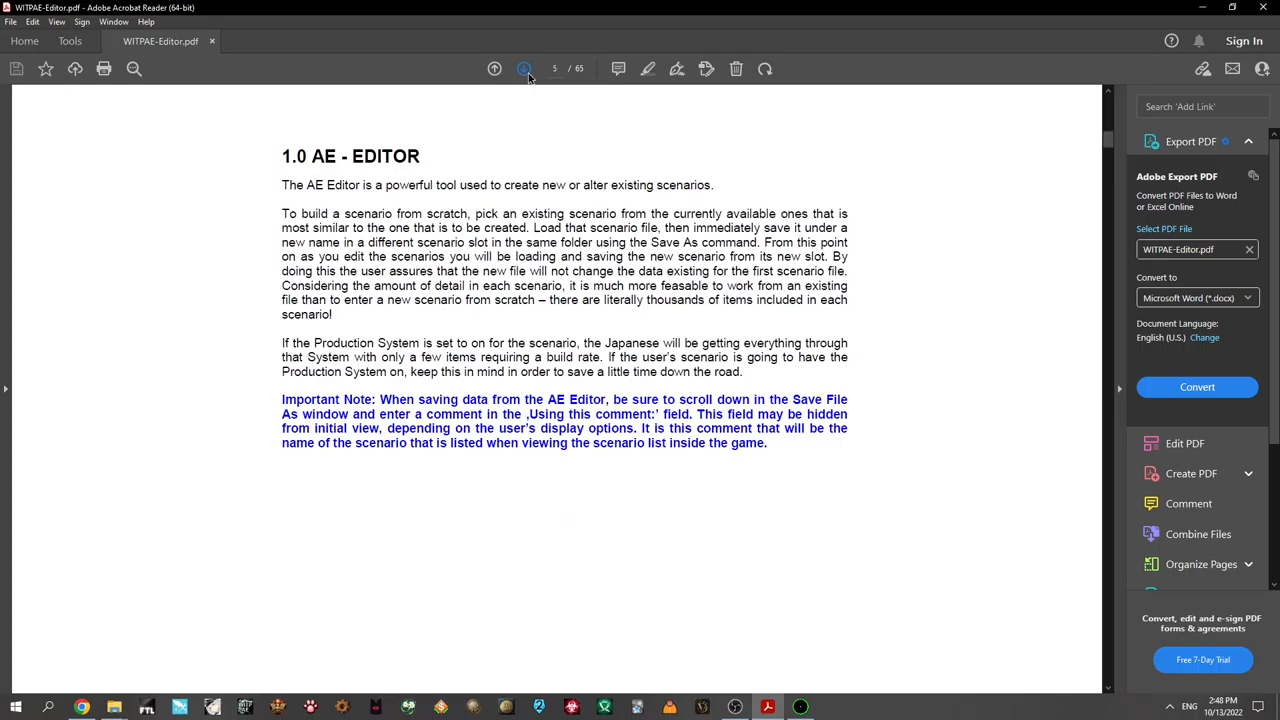 WITPAE-Editor.pdf - Adobe Acrobat Reader (64-bit)
File Edit View Sign Window Help
Home Tools WITPAE-Editor.pdf × Sign In
5 / 65
Search 'Add Link'
1.0 AE - EDITOR
The AE Editor is a powerful tool used to create new or alter existing scenarios.
To build a scenario from scratch, pick an existing scenario from the currently available ones that is
most similar to the one that is to be created. Load that scenario file, then immediately save it under a
new name in a different scenario slot in the same folder using the Save As command. From this point
on as you edit the scenarios you will be loading and saving the new scenario from its new slot. By
doing this the user assures that the new file will not change the data existing for the first scenario file.
Considering the amount of detail in each scenario, it is much more feasable to work from an existing
file than to enter a new scenario from scratch – there are literally thousands of items included in each
scenario!
If the Production System is set to on for the scenario, the Japanese will be getting everything through
that System with only a few items requiring a build rate. If the user's scenario is going to have the
Production System on, keep this in mind in order to save a little time down the road.
Important Note: When saving data from the AE Editor, be sure to scroll down in the Save File
As window and enter a comment in the ‚Using this comment:' field. This field may be hidden
from initial view, depending on the user's display options. It is this comment that will be the
name of the scenario that is listed when viewing the scenario list inside the game.
Export PDF
Adobe Export PDF
Convert PDF Files to Word
or Excel Online
Select PDF File
WITPAE-Editor.pdf
Convert to
Microsoft Word (*.docx)
Document Language:
English (U.S.) Change
Convert
Edit PDF
Create PDF
Comment
Combine Files
Organize Pages
Convert, edit and e-sign PDF
forms & agreements
Free 7-Day Trial
FTL
ENG
2:48 PM
10/13/2022